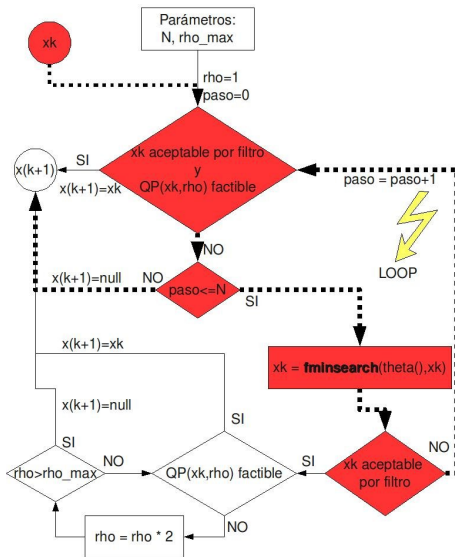 Parámetros:
N, rho_max
xk
rho=1
paso=0
xk aceptable por filtro
y
QP(xk,rho) factible
SI
x(k+1)
x(k+1)=xk
paso = paso+1
LOOP
NO
x(k+1)=null
NO
paso<=N
SI
x(k+1)=xk
xk = fminsearch(theta(),xk)
x(k+1)=null
SI
SI
NO
rho>rho_max
NO
QP(xk,rho) factible
SI
xk aceptable
por filtro
NO
rho = rho * 2